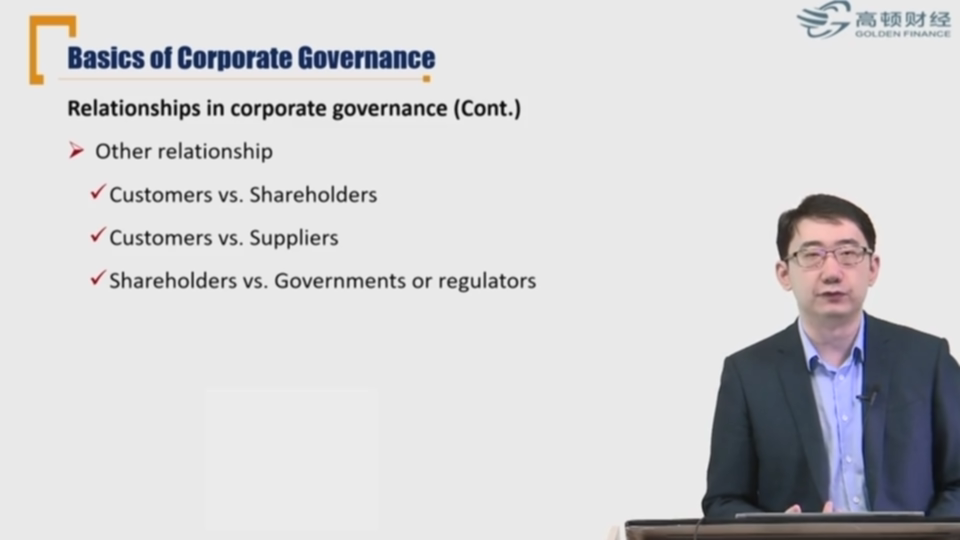 高顿财经
GOLDEN FINANCE
Basics of Corporate Governance
Relationships in corporate governance (Cont.)
Other relationship
Customers vs. Shareholders
Customers vs. Suppliers
Shareholders vs. Governments or regulators